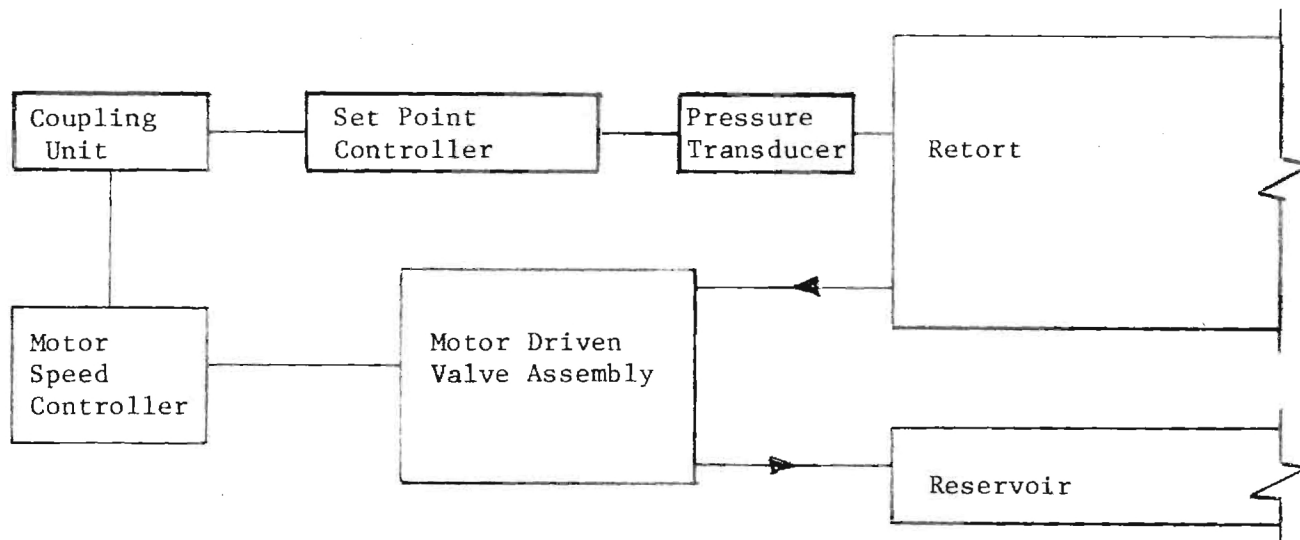 Coupling
Unit
Set Point
Controller
Pressure
Transducer
Retort
Motor
Speed
Controller
Motor Driven
Valve Assembly
Reservoir